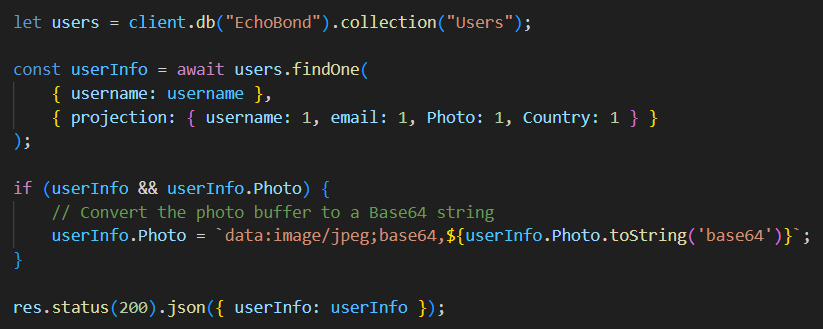 let users = client.db("EchoBond").collection("Users");
const userInfo = await users.findOne(
{ username: username },
{ projection: { username: 1, email: 1, Photo: 1, Country: 1 } }
);
if (userInfo && userInfo.Photo) {
// Convert the photo buffer to a Base64 string
userInfo.Photo = `data:image/jpeg;base64,${userInfo.Photo.toString('base64')}`;
}
res.status(200).json({ userInfo: userInfo });